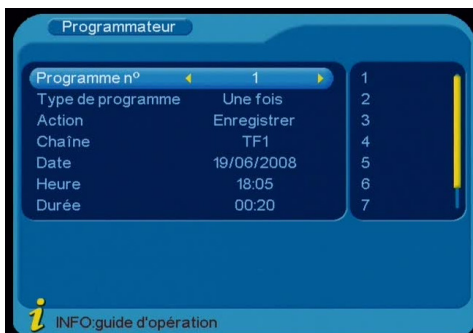 Programmateur
Programme nº 1
Type de programme Une fois
Action Enregistrer
Chaîne TF1
Date 19/06/2008
Heure 18:05
Durée 00:20
1
2
3
4
5
6
7
INFO:guide d'opération